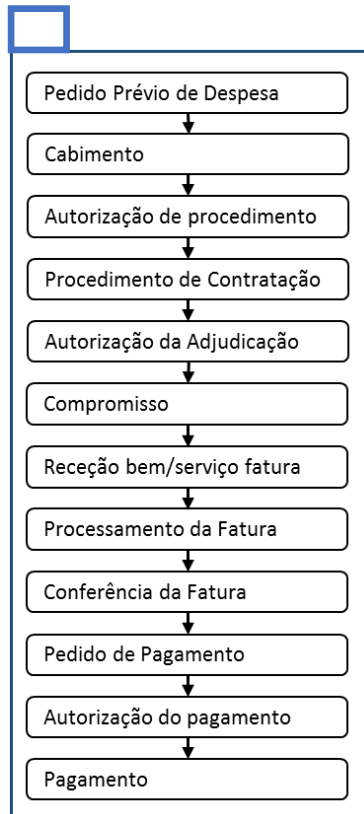 Pedido Prévio de Despesa
Cabimento
Autorização de procedimento
Procedimento de Contratação
Autorização da Adjudicação
Compromisso
Receção bem/serviço fatura
Processamento da Fatura
Conferência da Fatura
Pedido de Pagamento
Autorização do pagamento
Pagamento